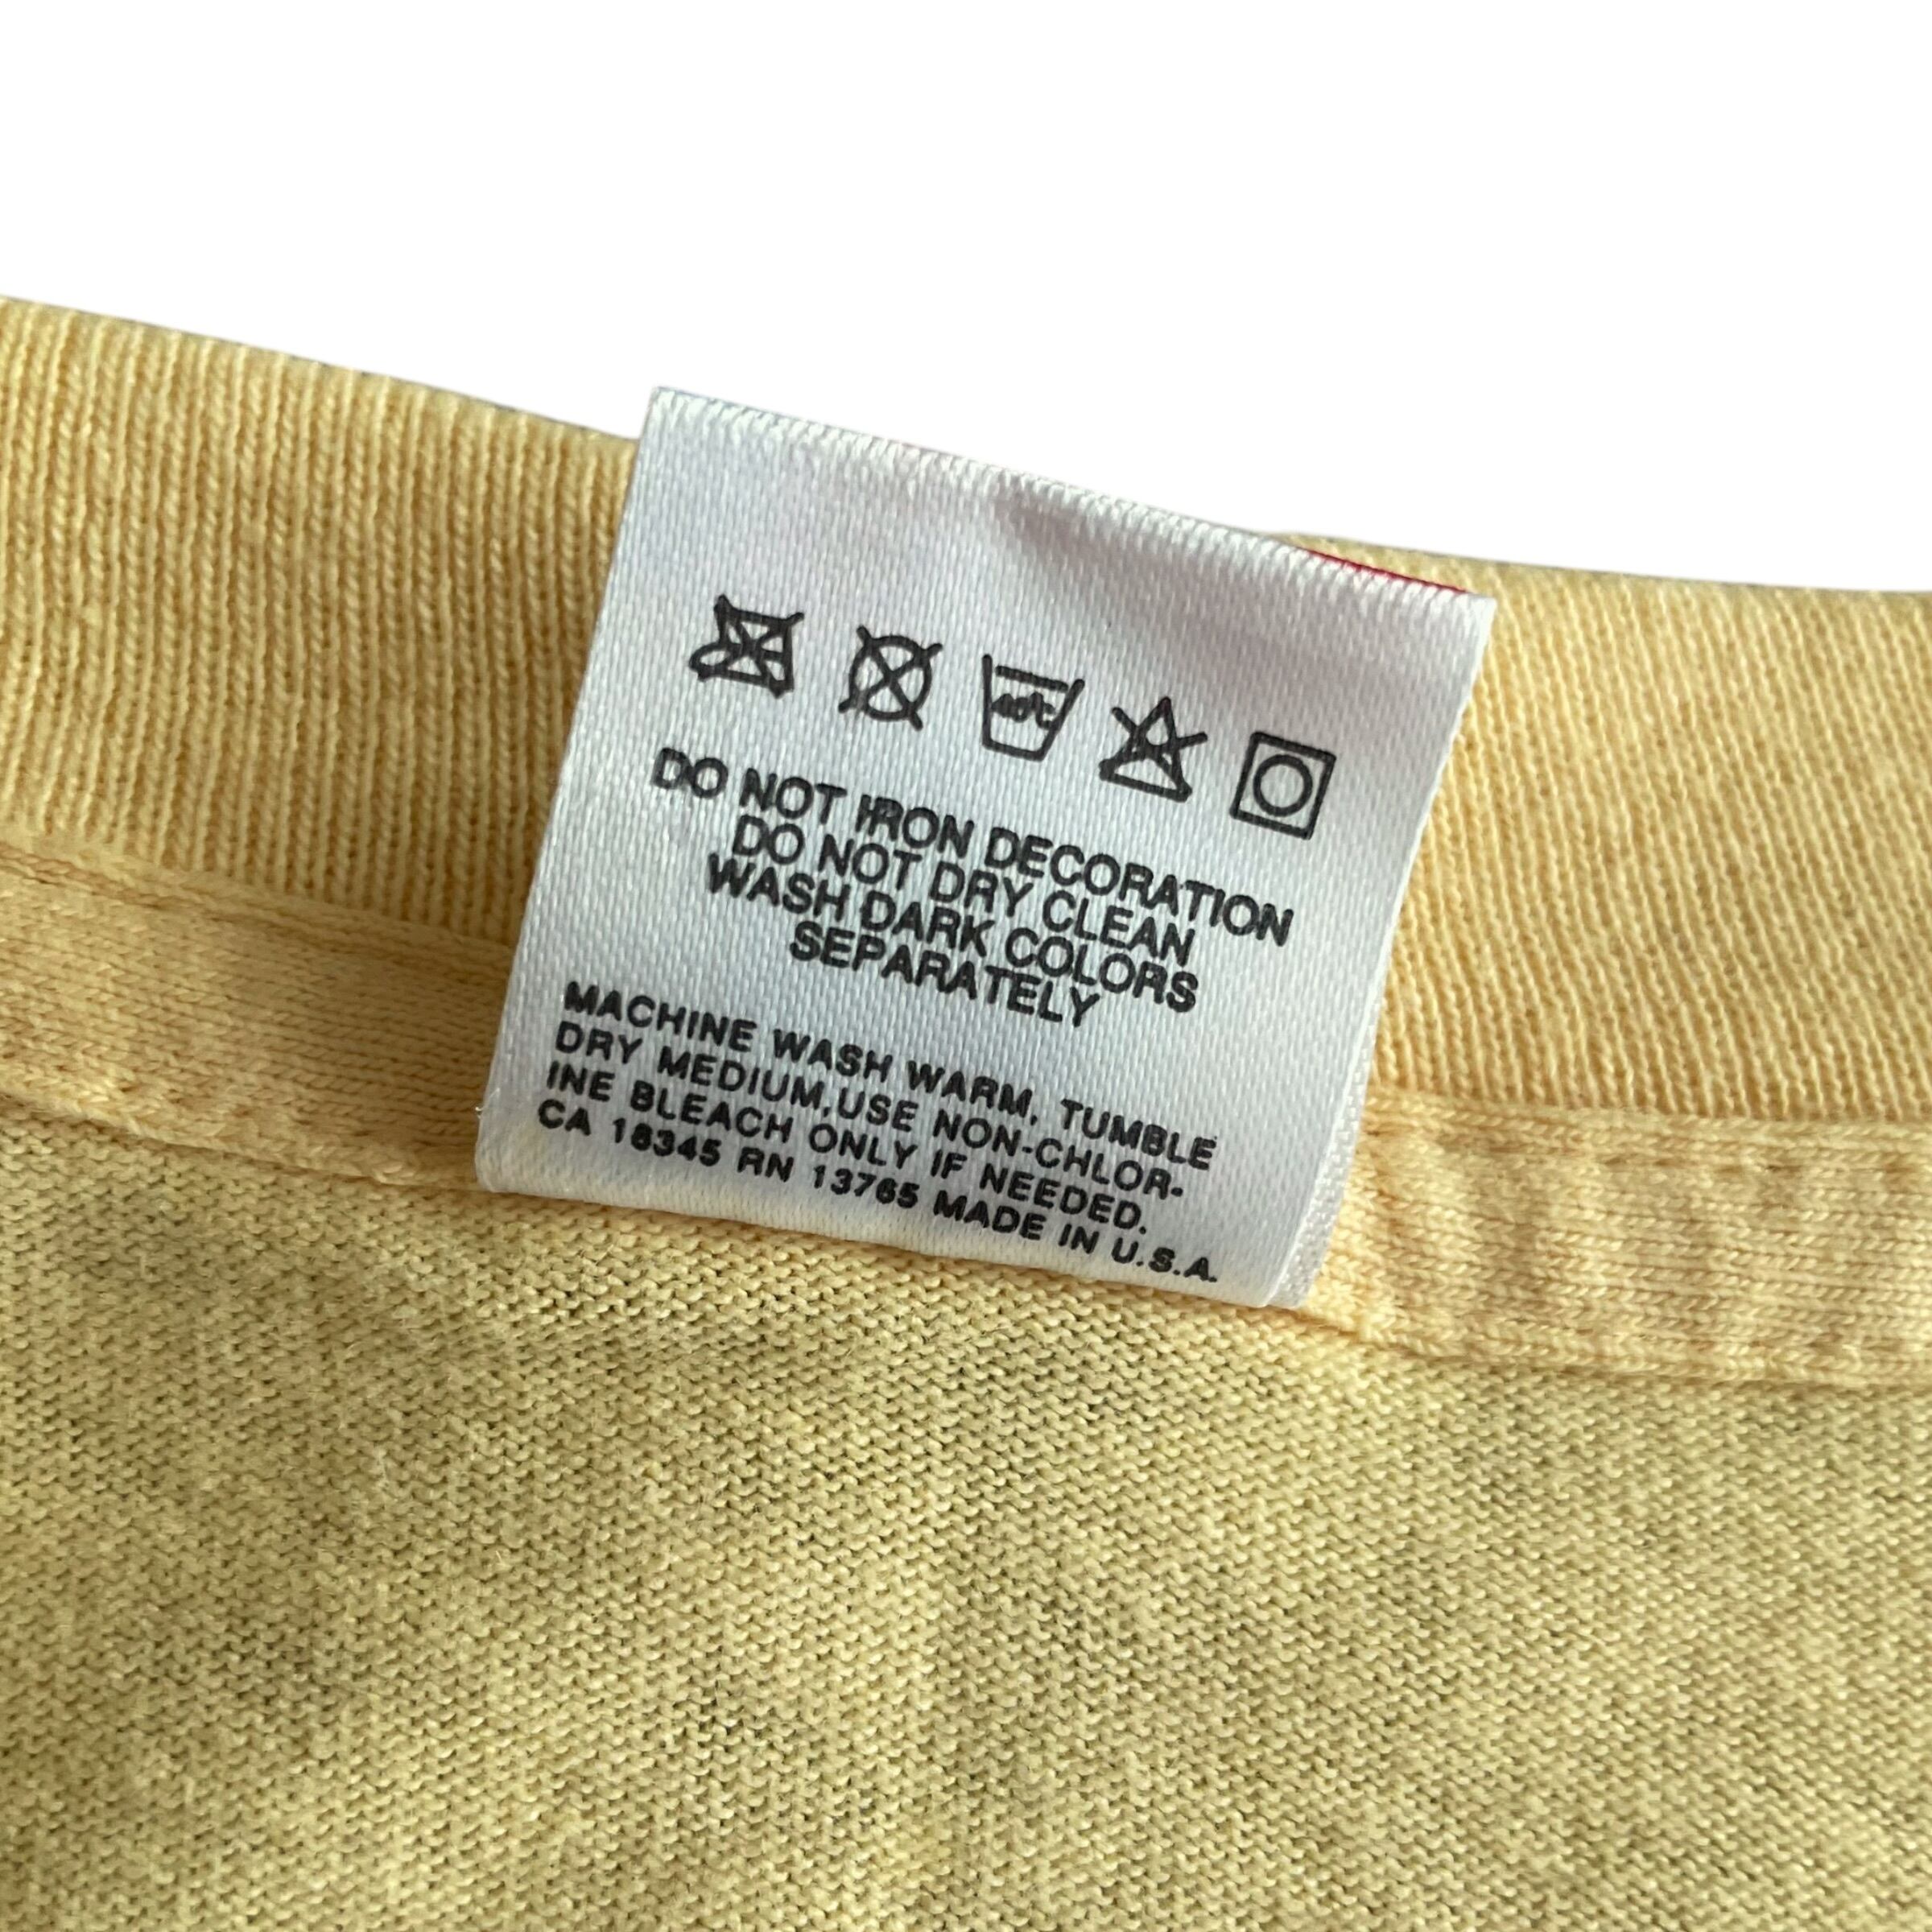 40°C
DO NOT IRON DECORATION
DO NOT DRY CLEAN
WASH DARK COLORS
SEPARATELY
MACHINE WASH WARM, TUMBLE
DRY MEDIUM,USE NON-CHLOR-
INE BLEACH ONLY IF NEEDED.
CA 18345 RN 13765 MADE IN U.S.A.